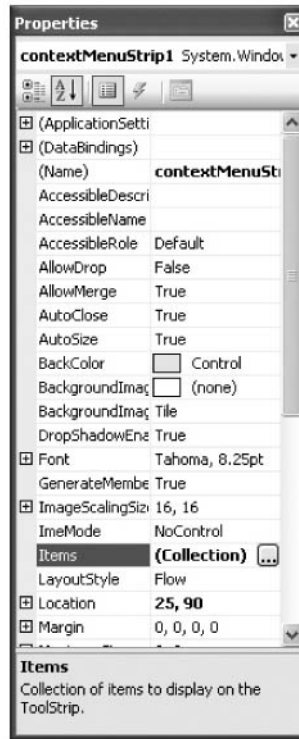 Properties
contextMenuStrip1 System.Window
(ApplicationSetti
(DataBindings)
(Name) contextMenuSt
AccessibleDescri
AccessibleName
AccessibleRole Default
AllowDrop False
AllowMerge True
AutoClose True
AutoSize True
BackColor Control
BackgroundImag (none)
BackgroundImag Tile
DropShadowEna True
Font Tahoma, 8.25pt
GenerateMembe True
ImageScalingSiz 16, 16
ImeMode NoControl
Items (Collection) ...
LayoutStyle Flow
Location 25, 90
Margin 0, 0, 0, 0
Items
Collection of items to display on the
ToolStrip.